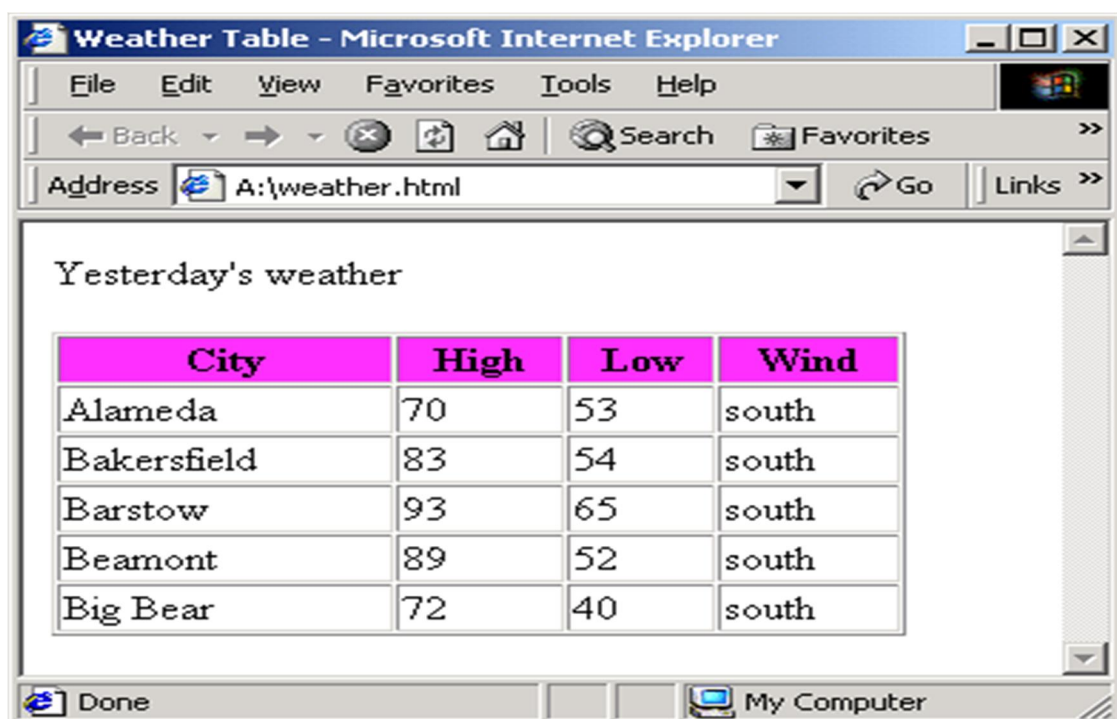 Weather Table - Microsoft Internet Explorer
File Edit View Favorites Tools Help
Back Search Favorites »
Address A:\weather.html Go Links »
Yesterday's weather
City High Low Wind
Alameda 70 53 south
Bakersfield 83 54 south
Barstow 93 65 south
Beamont 89 52 south
Big Bear 72 40 south
Done My Computer